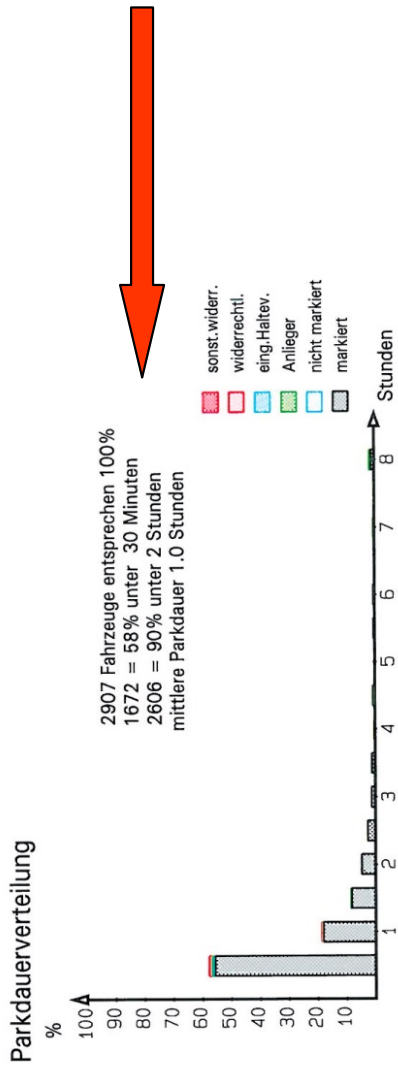 Parkdauerverteilung
%
100
90
80
70
60
50
40
30
20
10
2907 Fahrzeuge entsprechen 100%
1672 = 58% unter 30 Minuten
2606 = 90% unter 2 Stunden
mittlere Parkdauer 1.0 Stunden
sonst.widerr.
widerrechtl.
eing.Haltev.
Anlieger
nicht markiert
markiert
1 2 3 4 5 6 7 8
Stunden